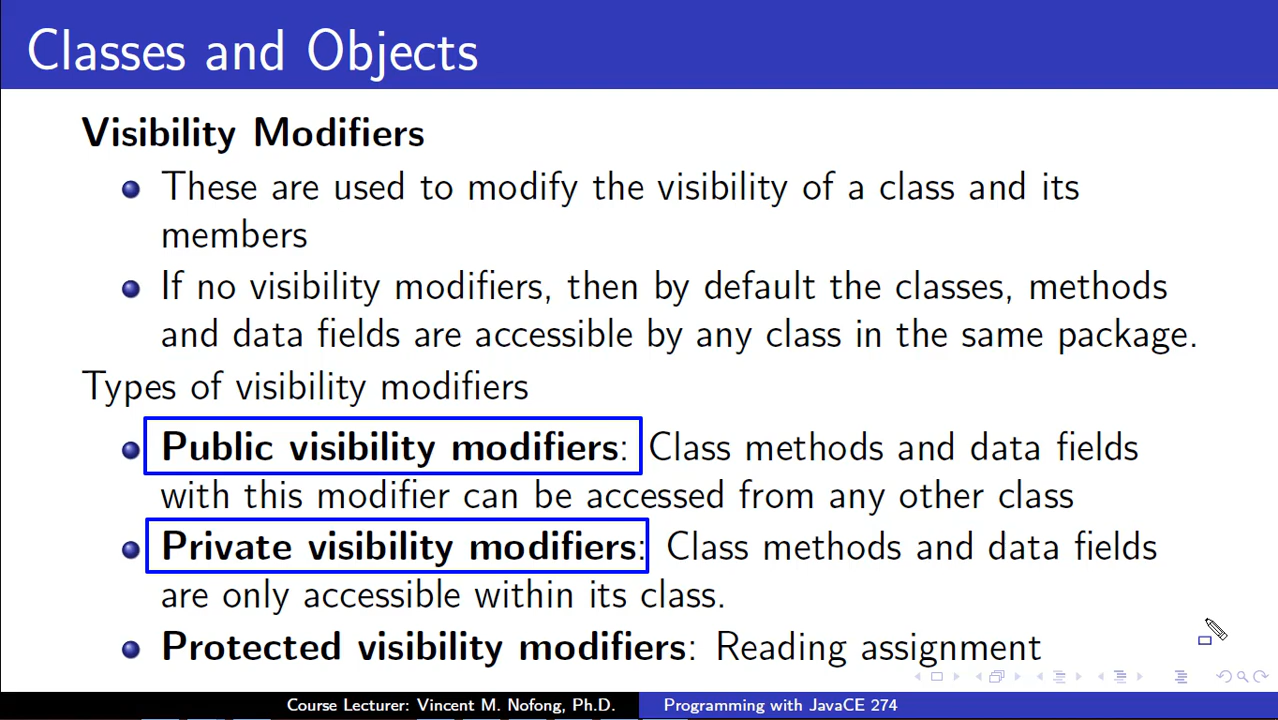 Classes and Objects
Visibility Modifiers
These are used to modify the visibility of a class and its
members
If no visibility modifiers, then by default the classes, methods
and data fields are accessible by any class in the same package.
Types of visibility modifiers
Public visibility modifiers: Class methods and data fields
with this modifier can be accessed from any other class
Private visibility modifiers: Class methods and data fields
are only accessible within its class.
Protected visibility modifiers: Reading assignment
Course Lecturer: Vincent M. Nofong, Ph.D. Programming with JavaCE 274